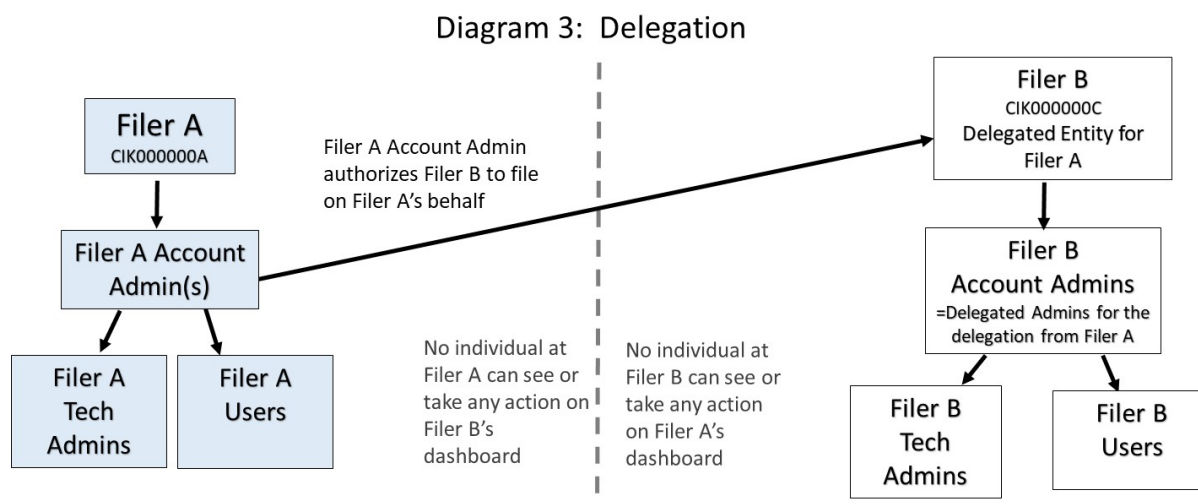 Diagram 3: Delegation
Filer A
CIK000000A
Filer A Account
Admin(s)
Filer A
Tech
Admins
Filer A
Users
Filer A Account Admin
authorizes Filer B to file
on Filer A's behalf
No individual at
Filer A can see or
take any action on
Filer B's
dashboard
No individual at
Filer B can see or
take any action
on Filer A's
dashboard
Filer B
CIK000000C
Delegated Entity for
Filer A
Filer B
Account Admins
=Delegated Admins for the
delegation from Filer A
Filer B
Tech
Admins
Filer B
Users